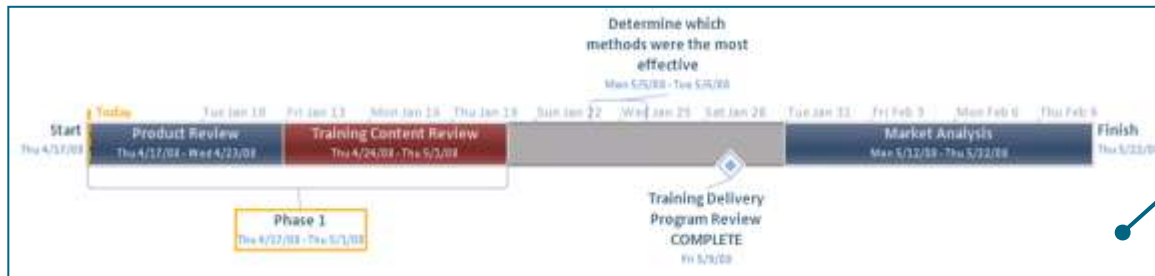 Determine which
methods were the most
effective
Mon 5/5/08 - Tue 5/6/08
Today
Tue Jan 10
Fri Jan 13
Mon Jan 16
Thu Jan 19
Sun Jan 22
Wed Jan 25
Sat Jan 28
Tue Jan 31
Fri Feb 3
Mon Feb 6
Thu Feb 9
Start
Thu 4/17/08
Product Review
Thu 4/17/08 - Wed 4/23/08
Training Content Review
Thu 4/24/08 - Thu 5/1/08
Market Analysis
Mon 5/12/08 - Thu 5/22/08
Finish
Thu 5/22/0
Phase 1
Thu 4/17/08 - Thu 5/1/08
Training Delivery
Program Review
COMPLETE
Fri 5/9/08